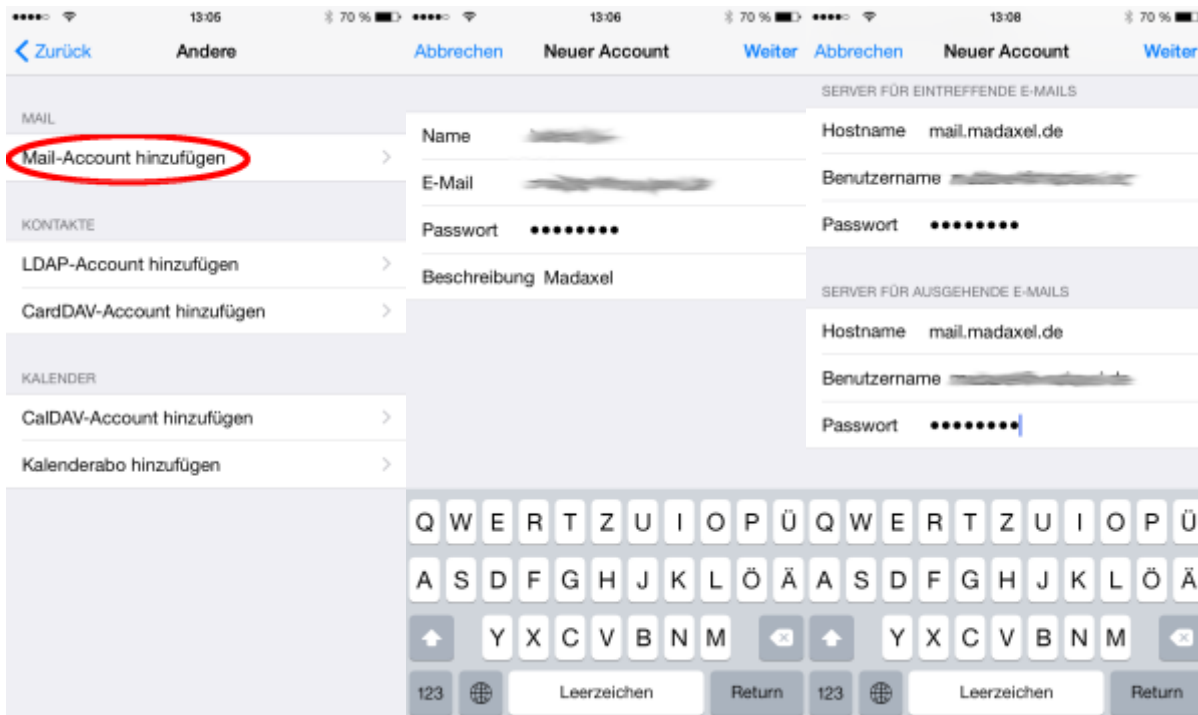 13:05
70 %
Zurück
Andere
MAIL
Mail-Account hinzufügen
KONTAKTE
LDAP-Account hinzufügen
CardDAV-Account hinzufügen
KALENDER
CalDAV-Account hinzufügen
Kalenderabo hinzufügen
13:06
70 %
Abbrechen
Neuer Account
Weiter
Name
E-Mail
Passwort ••••••••
Beschreibung Madaxel
Q W E R T Z U I O P Ü
A S D F G H J K L Ö Ä
Y X C V B N M
123 Leerzeichen Return
13:08
70 %
Abbrechen
Neuer Account
Weiter
SERVER FÜR EINTREFFENDE E-MAILS
Hostname mail.madaxel.de
Benutzername
Passwort ••••••••
SERVER FÜR AUSGEHENDE E-MAILS
Hostname mail.madaxel.de
Benutzername
Passwort ••••••••
Q W E R T Z U I O P Ü
A S D F G H J K L Ö Ä
Y X C V B N M
123 Leerzeichen Return